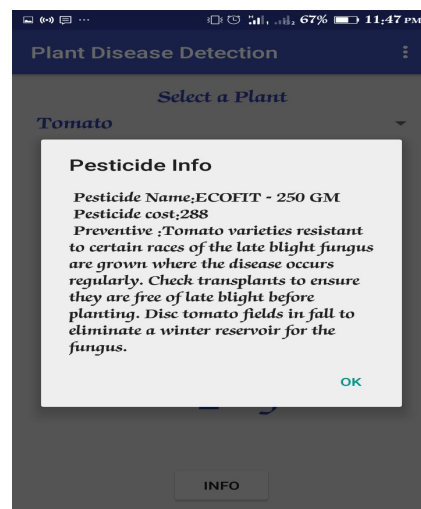 67% 11:47 PM
Plant Disease Detection
Select a Plant
Tomato
Pesticide Info
Pesticide Name:ECOFIT - 250 GM
Pesticide cost:288
Preventive :Tomato varieties resistant
to certain races of the late blight fungus
are grown where the disease occurs
regularly. Check transplants to ensure
they are free of late blight before
planting. Disc tomato fields in fall to
eliminate a winter reservoir for the
fungus.
OK
INFO